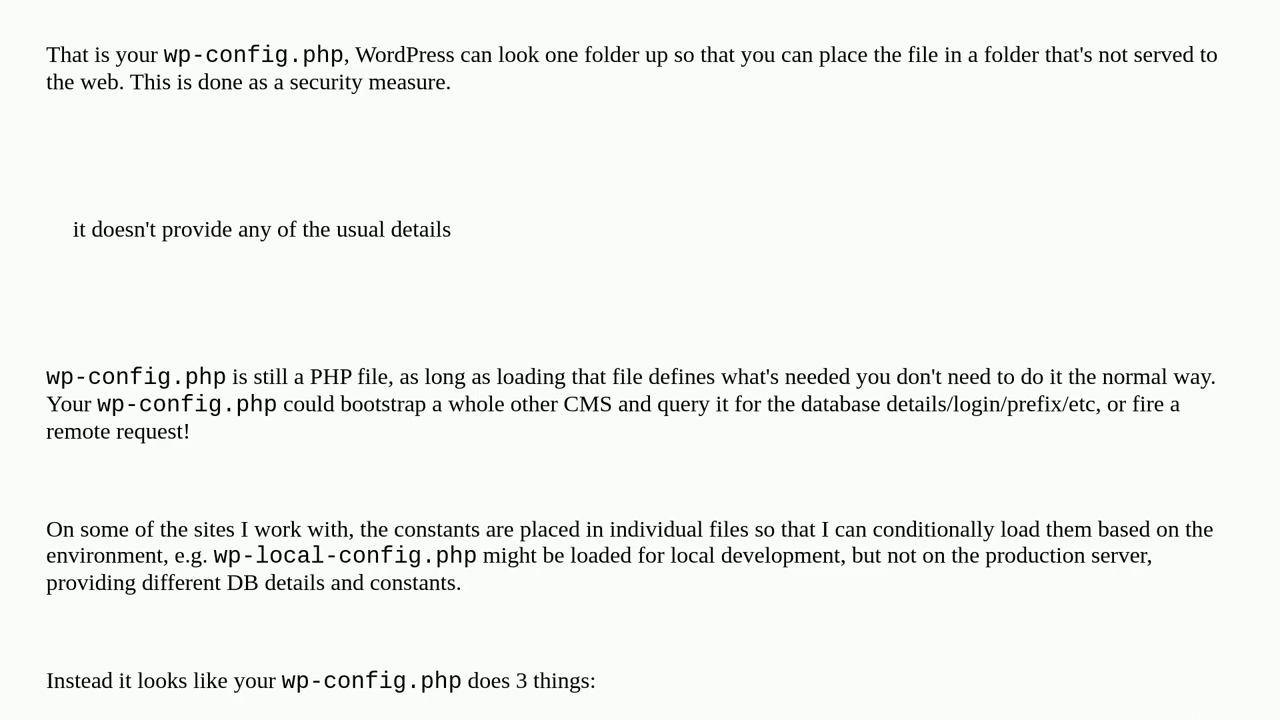 That is your wp-config.php, WordPress can look one folder up so that you can place the file in a folder that's not served to
the web. This is done as a security measure.
it doesn't provide any of the usual details
wp-config.php is still a PHP file, as long as loading that file defines what's needed you don't need to do it the normal way.
Your wp-config.php could bootstrap a whole other CMS and query it for the database details/login/prefix/etc, or fire a
remote request!
On some of the sites I work with, the constants are placed in individual files so that I can conditionally load them based on the
environment, e.g. wp-local-config.php might be loaded for local development, but not on the production server,
providing different DB details and constants.
Instead it looks like your wp-config.php does 3 things: